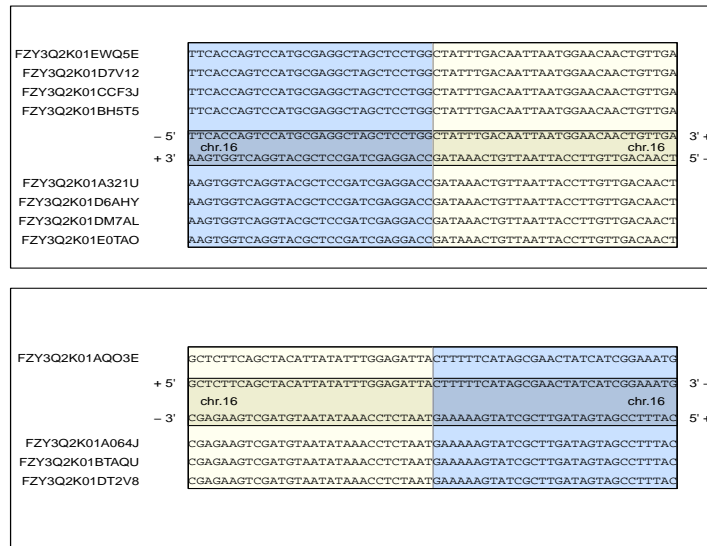 FZY3Q2K01EWQ5E TTCACCAGTCCATGCGAGGCTAGCTCCTGGCTATTTGACAATTAATGGAACAACTGTTGA
FZY3Q2K01D7V12 TTCACCAGTCCATGCGAGGCTAGCTCCTGGCTATTTGACAATTAATGGAACAACTGTTGA
FZY3Q2K01CCF3J TTCACCAGTCCATGCGAGGCTAGCTCCTGGCTATTTGACAATTAATGGAACAACTGTTGA
FZY3Q2K01BH5T5 TTCACCAGTCCATGCGAGGCTAGCTCCTGGCTATTTGACAATTAATGGAACAACTGTTGA
– 5' TTCACCAGTCCATGCGAGGCTAGCTCCTGGCTATTTGACAATTAATGGAACAACTGTTGA 3' +
chr.16 chr.16
+ 3' AAGTGGTCAGGTACGCTCCGATCGAGGACCGATAAACTGTTAATTACCTTGTTGACAACT 5' –
FZY3Q2K01A321U AAGTGGTCAGGTACGCTCCGATCGAGGACCGATAAACTGTTAATTACCTTGTTGACAACT
FZY3Q2K01D6AHY AAGTGGTCAGGTACGCTCCGATCGAGGACCGATAAACTGTTAATTACCTTGTTGACAACT
FZY3Q2K01DM7AL AAGTGGTCAGGTACGCTCCGATCGAGGACCGATAAACTGTTAATTACCTTGTTGACAACT
FZY3Q2K01E0TAO AAGTGGTCAGGTACGCTCCGATCGAGGACCGATAAACTGTTAATTACCTTGTTGACAACT
FZY3Q2K01AQO3E GCTCTTCAGCTACATTATATTTGGAGATTACTTTTTCATAGCGAACTATCATCGGAAATG
+ 5' GCTCTTCAGCTACATTATATTTGGAGATTACTTTTTCATAGCGAACTATCATCGGAAATG 3' –
chr.16 chr.16
– 3' CGAGAAGTCGATGTAATATAAACCTCTAATGAAAAAGTATCGCTTGATAGTAGCCTTTAC 5' +
FZY3Q2K01A064J CGAGAAGTCGATGTAATATAAACCTCTAATGAAAAAGTATCGCTTGATAGTAGCCTTTAC
FZY3Q2K01BTAQU CGAGAAGTCGATGTAATATAAACCTCTAATGAAAAAGTATCGCTTGATAGTAGCCTTTAC
FZY3Q2K01DT2V8 CGAGAAGTCGATGTAATATAAACCTCTAATGAAAAAGTATCGCTTGATAGTAGCCTTTAC